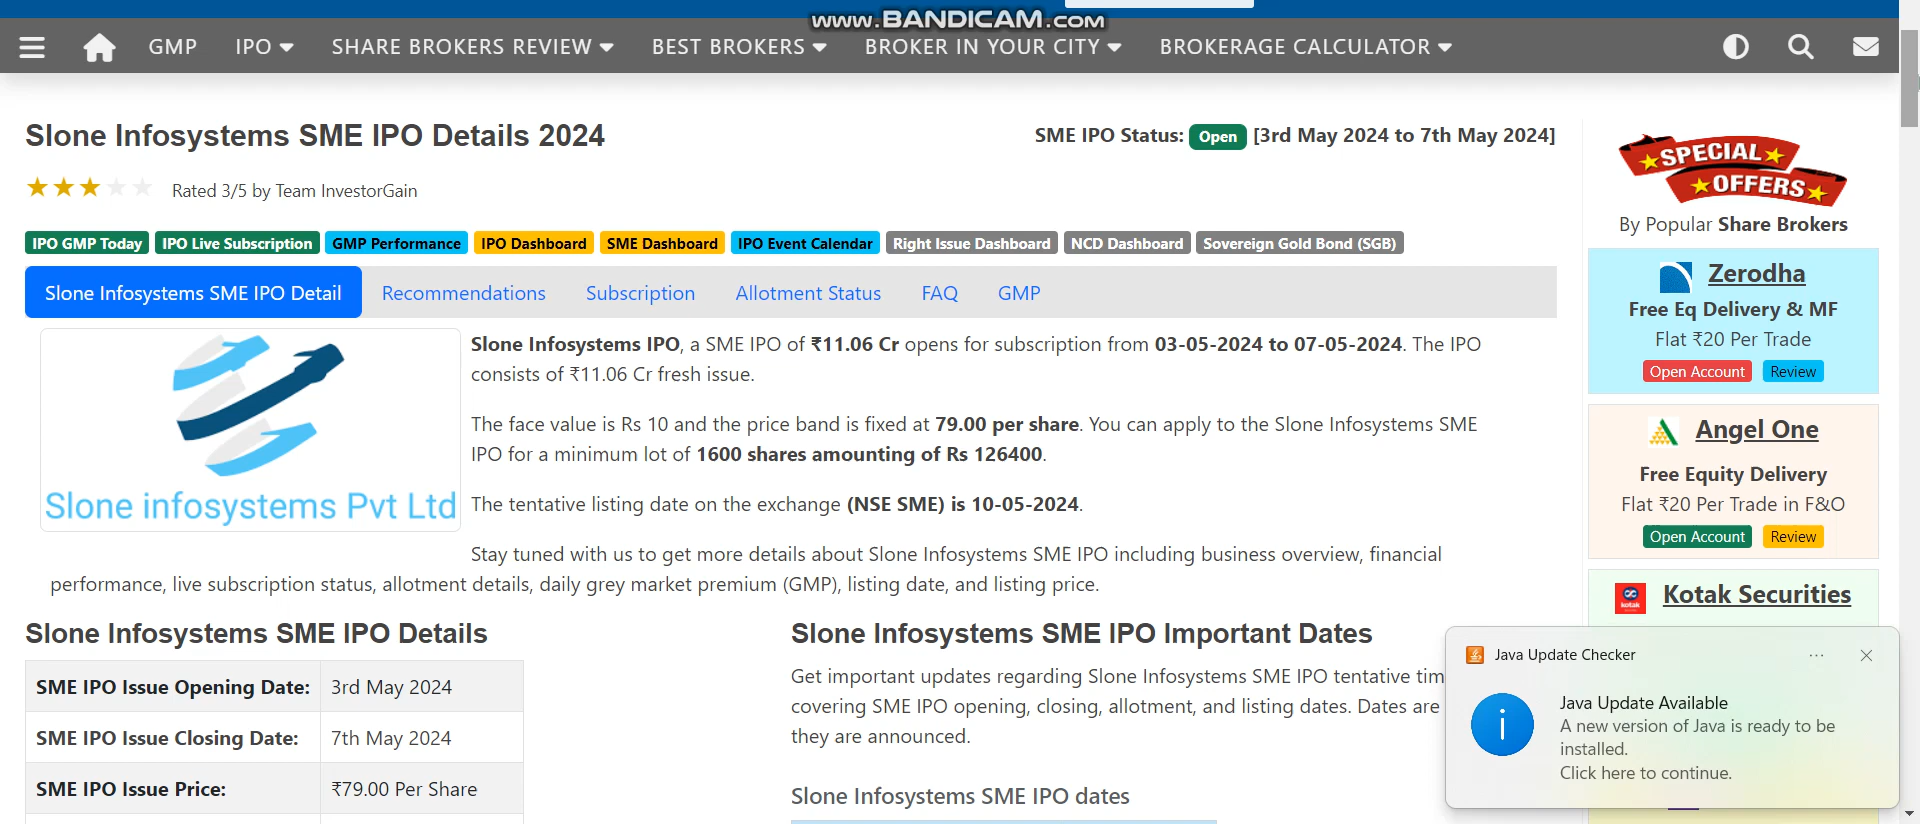 www.BANDICAM.com
GMP IPO SHARE BROKERS REVIEW BEST BROKERS BROKER IN YOUR CITY BROKERAGE CALCULATOR
Slone Infosystems SME IPO Details 2024
SME IPO Status: Open [3rd May 2024 to 7th May 2024]
Rated 3/5 by Team InvestorGain
IPO GMP Today IPO Live Subscription GMP Performance IPO Dashboard SME Dashboard IPO Event Calendar Right Issue Dashboard NCD Dashboard Sovereign Gold Bond (SGB)
Slone Infosystems SME IPO Detail Recommendations Subscription Allotment Status FAQ GMP
Slone infosystems Pvt Ltd
Slone Infosystems IPO, a SME IPO of ₹11.06 Cr opens for subscription from 03-05-2024 to 07-05-2024. The IPO
consists of ₹11.06 Cr fresh issue.
The face value is Rs 10 and the price band is fixed at 79.00 per share. You can apply to the Slone Infosystems SME
IPO for a minimum lot of 1600 shares amounting of Rs 126400.
The tentative listing date on the exchange (NSE SME) is 10-05-2024.
Stay tuned with us to get more details about Slone Infosystems SME IPO including business overview, financial
performance, live subscription status, allotment details, daily grey market premium (GMP), listing date, and listing price.
Slone Infosystems SME IPO Details
SME IPO Issue Opening Date: 3rd May 2024
SME IPO Issue Closing Date: 7th May 2024
SME IPO Issue Price: ₹79.00 Per Share
Slone Infosystems SME IPO Important Dates
Get important updates regarding Slone Infosystems SME IPO tentative tim
covering SME IPO opening, closing, allotment, and listing dates. Dates are
they are announced.
Slone Infosystems SME IPO dates
SPECIAL
OFFERS
By Popular Share Brokers
Zerodha
Free Eq Delivery & MF
Flat ₹20 Per Trade
Open Account Review
Angel One
Free Equity Delivery
Flat ₹20 Per Trade in F&O
Open Account Review
kotak
Kotak Securities
Java Update Checker
Java Update Available
A new version of Java is ready to be
installed.
Click here to continue.